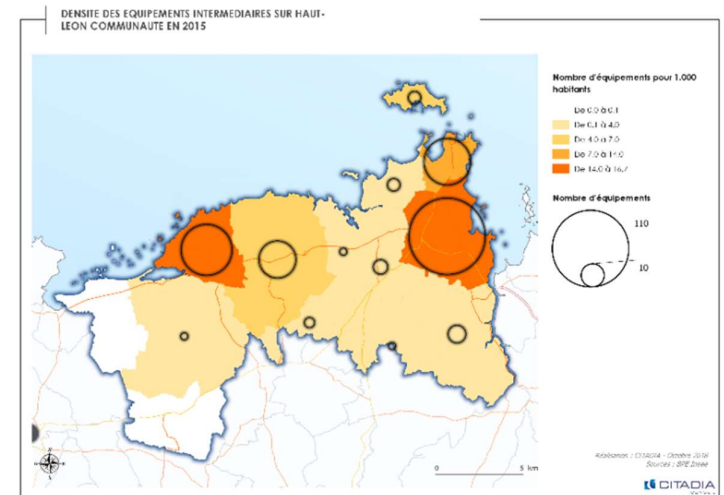 DENSITE DES EQUIPEMENTS INTERMEDIAIRES SUR HAUT-
LEON COMMUNAUTE EN 2015
Nombre d'équipements pour 1.000
habitants
De 0,0 à 0,1
De 0,1 à 4,0
De 4,0 à 7,0
De 7,0 à 14,0
De 14,0 à 16,7
Nombre d'équipements
110
10
0 5 km
Réalisation : CITADIA - Octobre 2018
Sources : BPE Insee
CITADIA